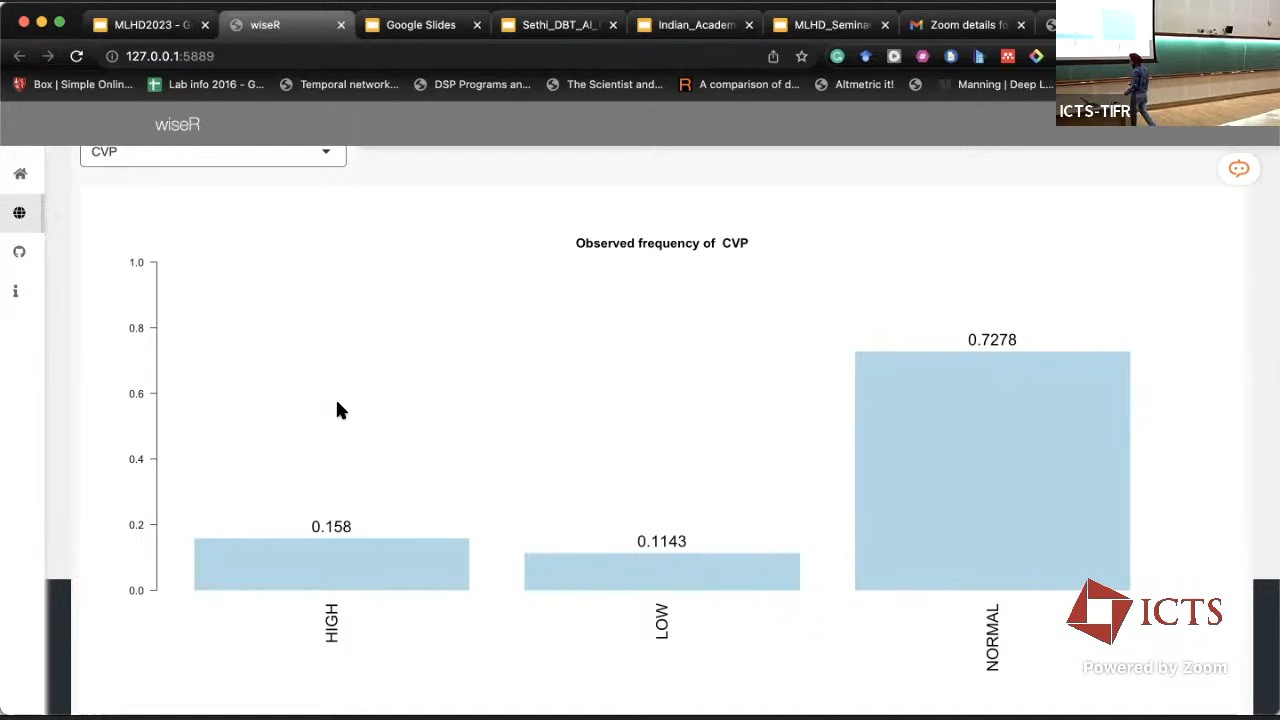 MLHD2023 - G
wiseR
Google Slides
Sethi_DBT_AI_
Indian_Academ
MLHD_Semina
Zoom details fo
127.0.0.1:5889
Box | Simple Onlin...
Lab info 2016 - G...
Temporal network...
SP Programs an...
The Scientist and...
A comparison of d...
Altmetric it!
Manning | Deep L...
ICTS-TIFR
wiseR
CVP
Observed frequency of CVP
1.0
0.8
0.6
0.4
0.2
0.0
0.158
0.1143
0.7278
HIGH
LOW
NORMAL
ICTS
Powered by Zoom